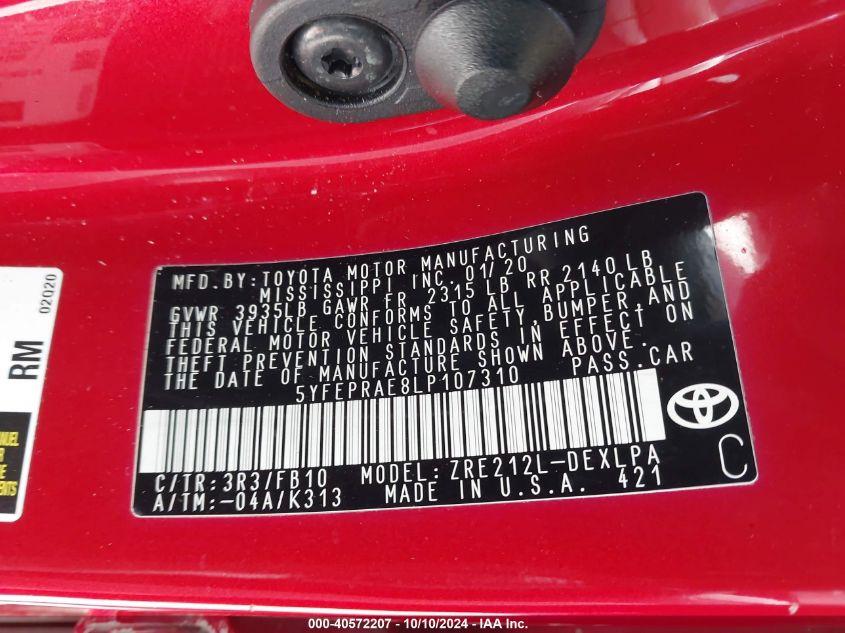 MFD.BY:TOYOTA MOTOR MANUFACTURING
MISSISSIPPI INC. 01/20
GVWR 3935LB GAWR FR 2315 LB RR 2140 LB
THIS VEHICLE CONFORMS TO ALL APPLICABLE
FEDERAL MOTOR VEHICLE SAFETY, BUMPER, AND
THEFT PREVENTION STANDARDS IN EFFECT ON
THE DATE OF MANUFACTURE SHOWN ABOVE.
5YFEPRAE8LP107310 PASS.CAR
C/TR:3R3/FB10 MODEL:ZRE212L-DEXLPA
A/TM:-04A/K313 MADE IN U.S.A. 421
C
RM
02020
ANUEL
R
ENTS
000-40572207 - 10/10/2024 - IAA Inc.